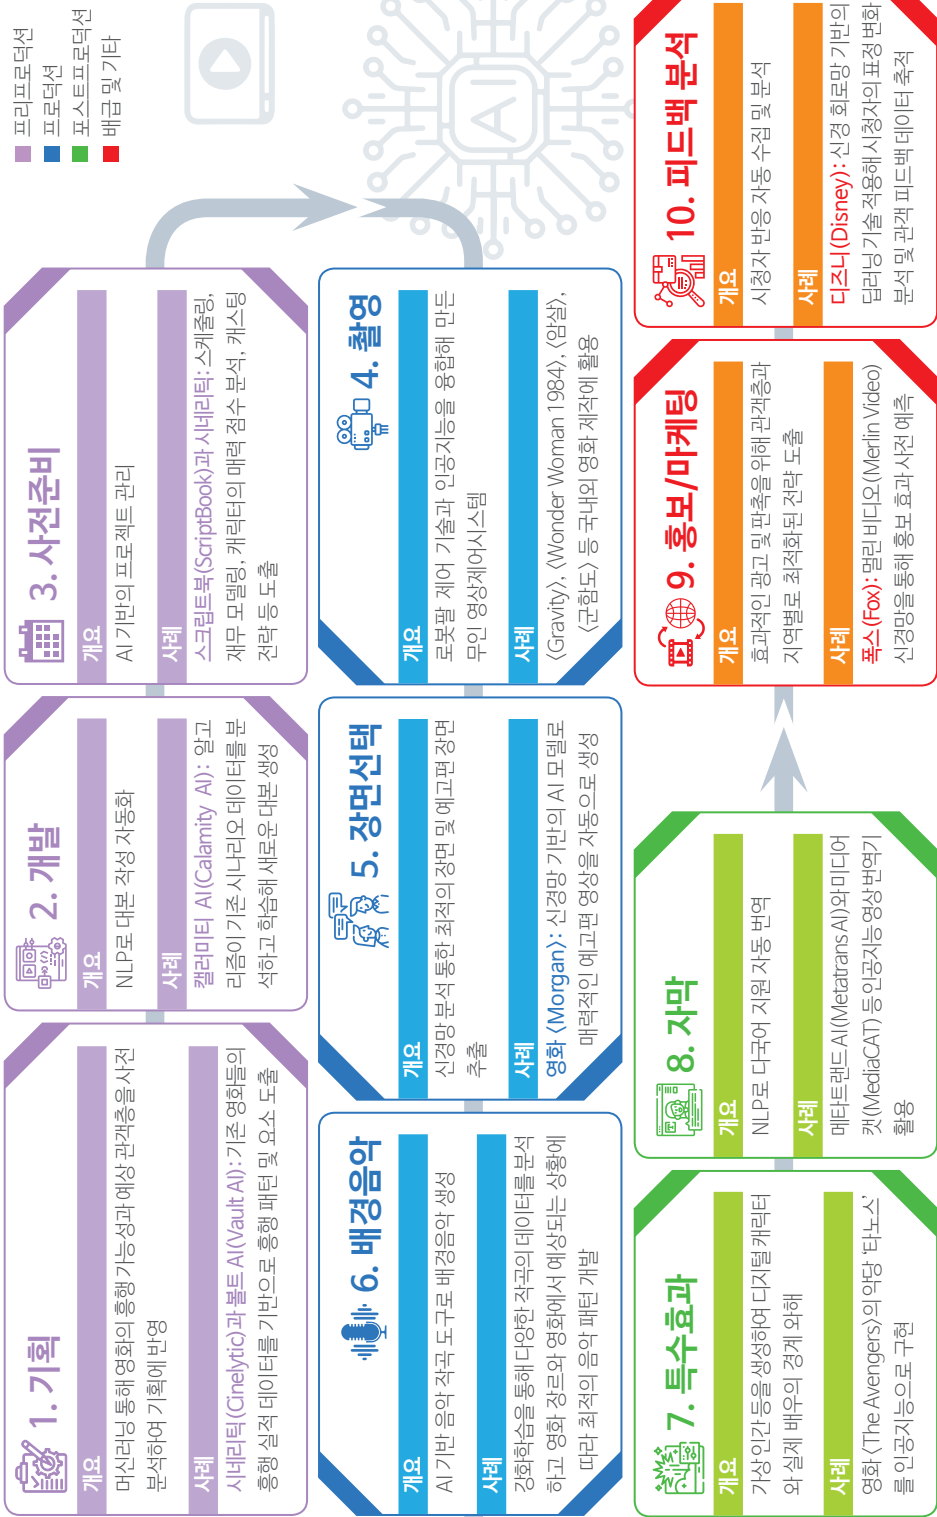 프리프로덕션
프로덕션
포스트프로덕션
배급 및 기타
1. 기획
개요
머신러닝 통해 영화의 흥행 가능성과 예상 관객층을 사전
분석하여 기획에 반영
사례
시네리틱(Cinelytic)과 볼트 AI(Vault AI): 기존 영화들의
흥행 실적 데이터를 기반으로 흥행 패턴 및 요소 도출
2. 개발
개요
NLP로 대본 작성 자동화
사례
캘러미티 AI(Calamity AI): 알고
리즘이 기존 시나리오 데이터를 분
석하고 학습해 새로운 대본 생성
3. 사전준비
개요
AI 기반의 프로젝트 관리
사례
스크립트북(ScriptBook)과 시네리틱: 스케줄링,
재무 모델링, 캐릭터의 매력 점수 분석, 캐스팅
전략 등 도출
4. 촬영
개요
로봇팔 제어 기술과 인공지능을 융합해 만든
무인 영상제어시스템
사례
〈Gravity〉, 〈Wonder Woman 1984〉, 〈암살〉,
〈군함도〉 등 국내외 영화 제작에 활용
5. 장면선택
개요
신경망 분석 통한 최적의 장면 및 예고편 장면
추출
사례
영화 〈Morgan〉: 신경망 기반의 AI 모델로
매력적인 예고편 영상을 자동으로 생성
6. 배경음악
개요
AI 기반 음악 작곡 도구로 배경음악 생성
사례
강화학습을 통해 다양한 작곡의 데이터를 분석
하고 영화 장르와 영화에서 예상되는 상황에
따라 최적의 음악 패턴 개발
7. 특수효과
개요
가상 인간 등을 생성하여 디지털 캐릭터
와 실제 배우의 경계 와해
사례
영화 〈The Avengers〉의 악당 ‘타노스’
를 인공지능으로 구현
8. 자막
개요
NLP로 다국어 지원 자동 번역
사례
메타트랜드 AI(Metatrans AI)와 미디어
캣(MediaCAT) 등 인공지능 영상 번역기
활용
9. 홍보/마케팅
개요
효과적인 광고 및 판촉을 위해 관객층과
지역별로 최적화된 전략 도출
사례
폭스(Fox): 멀린 비디오(Merlin Video)
신경망을 통해 홍보 효과 사전 예측
10. 피드백 분석
개요
시청자 반응 자동 수집 및 분석
사례
디즈니(Disney): 신경 회로망 기반의
딥러닝 기술 적용해 시청자의 표정 변화
분석 및 관객 피드백 데이터 축적
AI